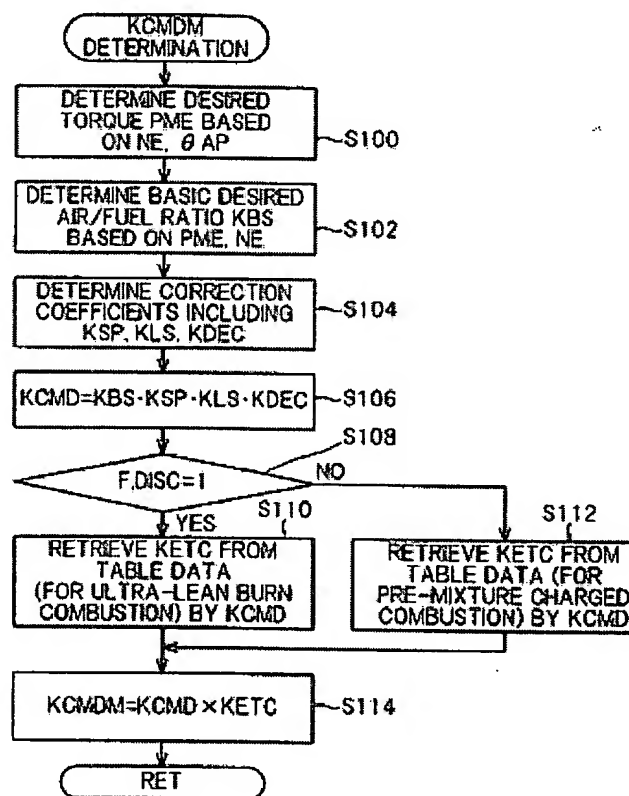 KCMDM
DETERMINATION
DETERMINE DESIRED
TORQUE PME BASED
ON NE, θ AP
S100
DETERMINE BASIC DESIRED
AIR/FUEL RATIO KBS
BASED ON PME, NE
S102
DETERMINE CORRECTION
COEFFICIENTS INCLUDING
KSP, KLS, KDEC
S104
KCMD=KBS·KSP·KLS·KDEC
S106
S108
F.DISC=1
NO
YES
S110
RETRIEVE KETC FROM
TABLE DATA
(FOR ULTRA-LEAN BURN
COMBUSTION) BY KCMD
S112
RETRIEVE KETC FROM
TABLE DATA (FOR
PRE-MIXTURE CHARGED
COMBUSTION) BY KCMD
KCMDM=KCMD×KETC
S114
RET